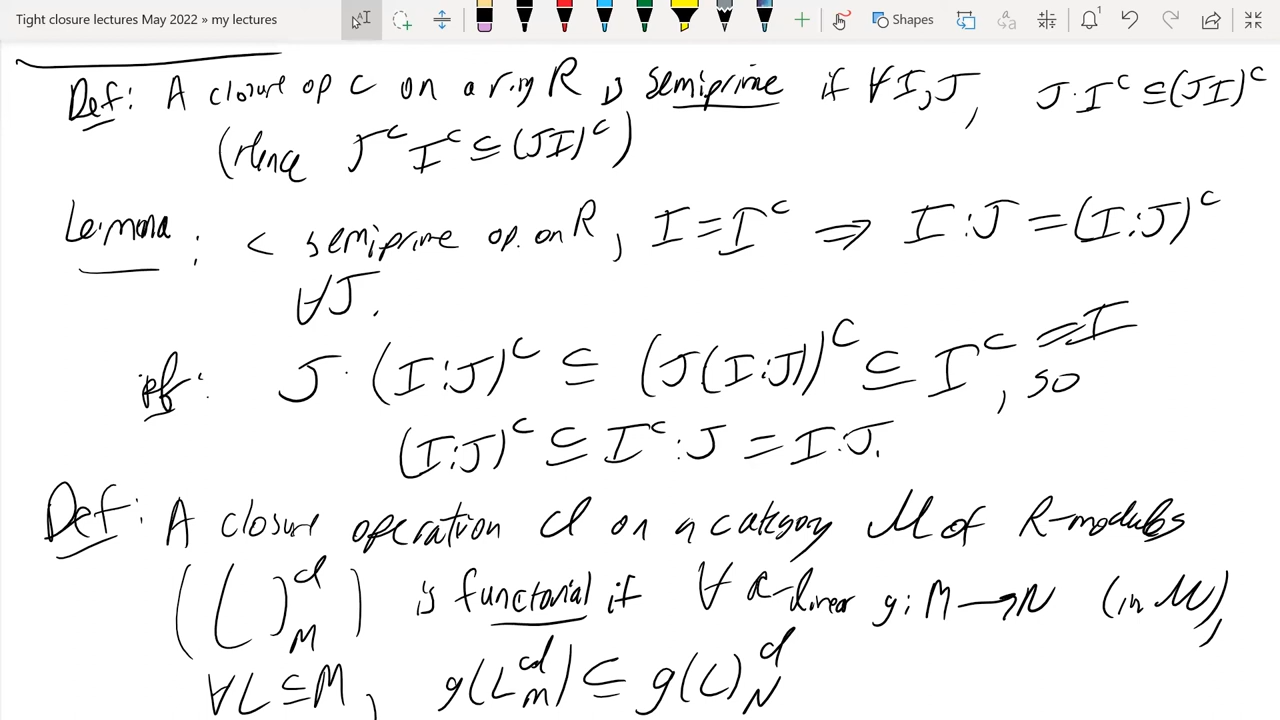 Tight closure lectures May 2022 » my lectures
Shapes
Def: A closure op c on a ring R is semiprime if ∀I,J, J·I^c ⊆ (JI)^c
(Hence J^c I^c ⊆ (JI)^c)
Lemma: c semiprime op. on R, I = I^c ⇒ I:J = (I:J)^c
∀J.
pf: J·(I:J)^c ⊆ (J(I:J))^c ⊆ I^c = I, so
(I:J)^c ⊆ I^c:J = I:J.
Def: A closure operation cl on a category M of R-modules
(( )^cl_M) is functorial if ∀ R-linear g: M → N (in M),
∀L ⊆ M, g(L^cl_M) ⊆ g(L)^cl_N